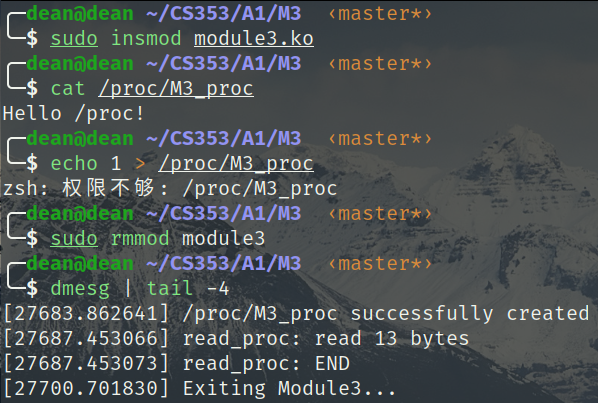 dean@dean ~/CS353/A1/M3 ‹master*›
$ sudo insmod module3.ko
dean@dean ~/CS353/A1/M3 ‹master*›
$ cat /proc/M3_proc
Hello /proc!
dean@dean ~/CS353/A1/M3 ‹master*›
$ echo 1 > /proc/M3_proc
zsh: 权限不够: /proc/M3_proc
dean@dean ~/CS353/A1/M3 ‹master*›
$ sudo rmmod module3
dean@dean ~/CS353/A1/M3 ‹master*›
$ dmesg | tail -4
[27683.862641] /proc/M3_proc successfully created
[27687.453066] read_proc: read 13 bytes
[27687.453073] read_proc: END
[27700.701830] Exiting Module3...